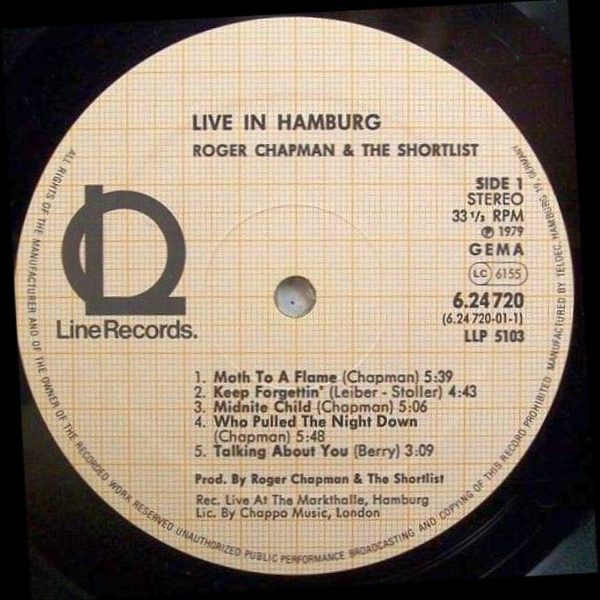 LIVE IN HAMBURG
ROGER CHAPMAN & THE SHORTLIST
SIDE 1
STEREO
33 1/3 RPM
℗ 1979
GEMA
LC 6155
6.24720
(6.24 720-01-1)
LLP 5103
Line Records.
1. Moth To A Flame (Chapman) 5:39
2. Keep Forgettin' (Leiber - Stoller) 4:43
3. Midnite Child (Chapman) 5:06
4. Who Pulled The Night Down
(Chapman) 5:48
5. Talking About You (Berry) 3:09
Prod. By Roger Chapman & The Shortlist
Rec. Live At The Markthalle, Hamburg
Lic. By Chappo Music, London
ALL RIGHTS OF THE MANUFACTURER AND OF THE OWNER OF THE RECORDED WORK RESERVED UNAUTHORIZED PUBLIC PERFORMANCE BROADCASTING AND COPYING OF THIS RECORD PROHIBITED. MANUFACTURED BY TELDEC, HAMBURG 19, GERMANY